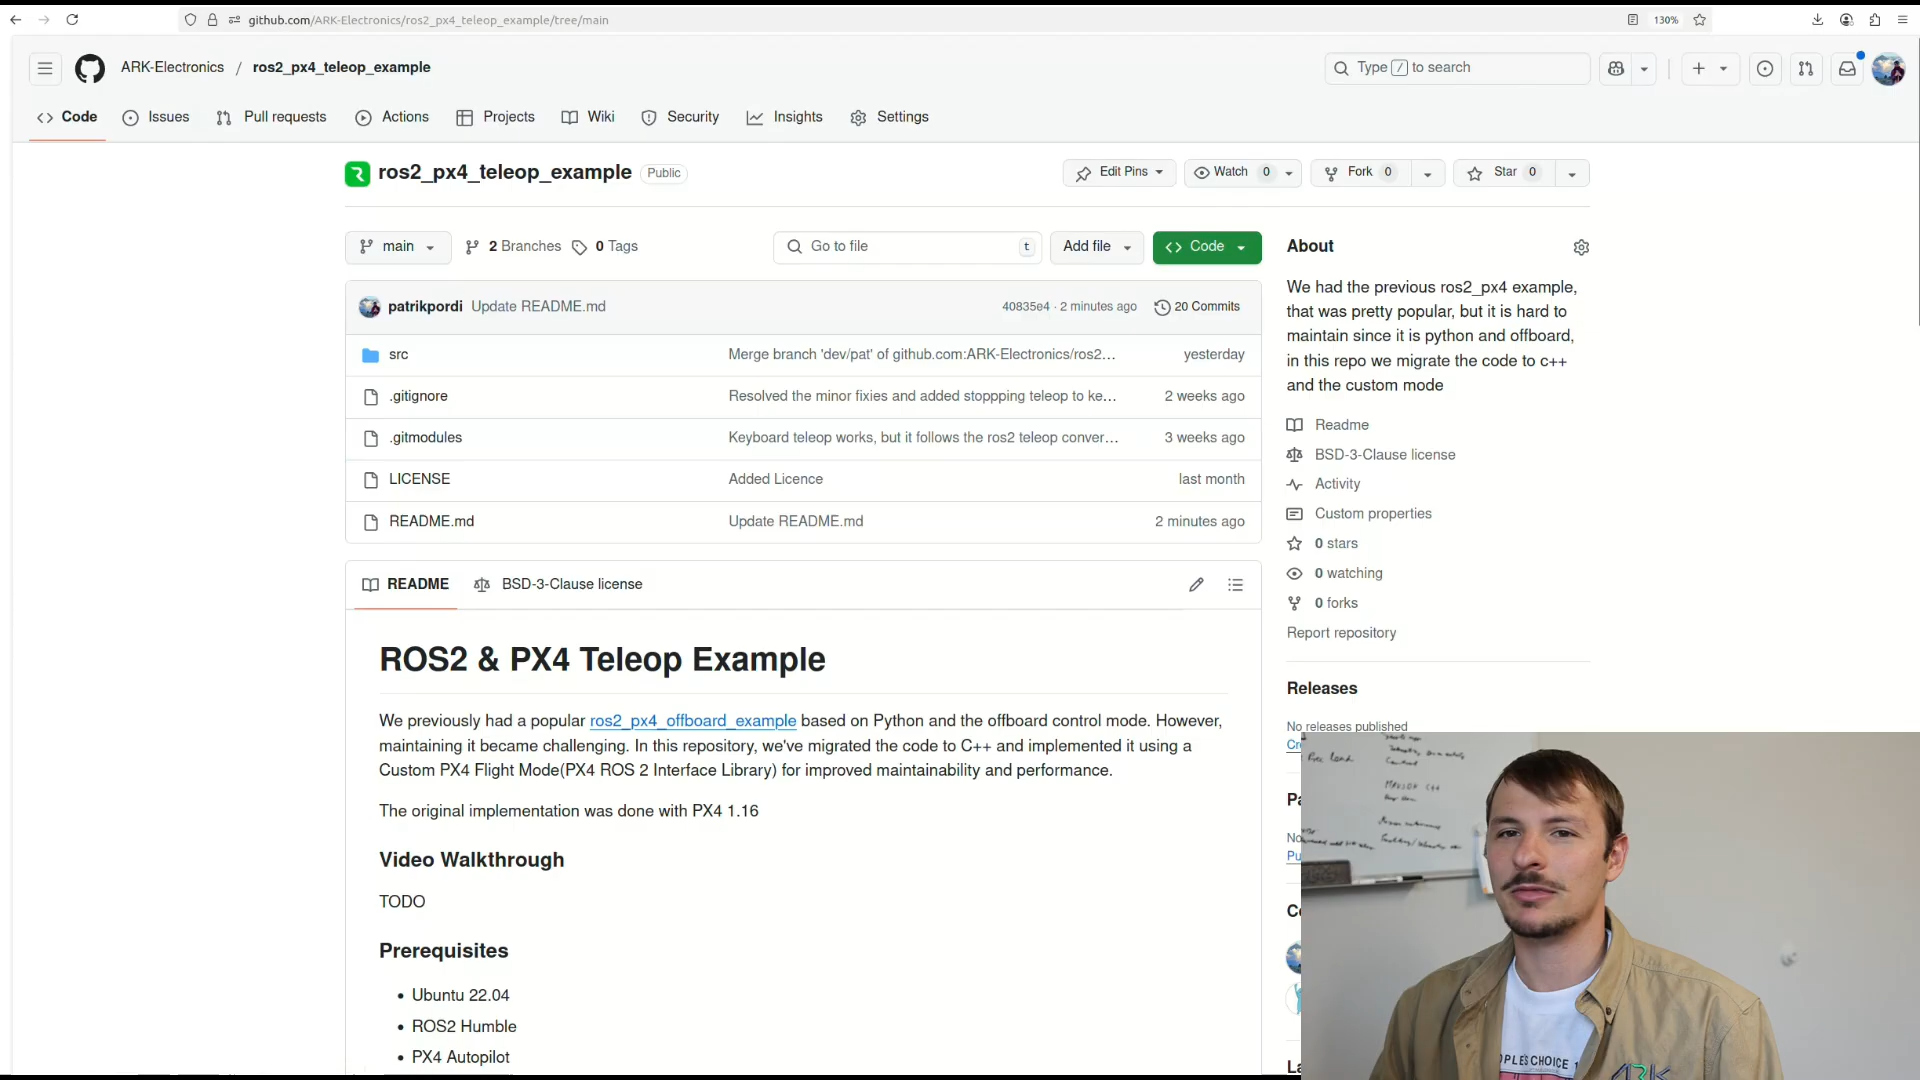 github.com/ARK-Electronics/ros2_px4_teleop_example/tree/main
130%
ARK-Electronics / ros2_px4_teleop_example
Type / to search
Code
Issues
Pull requests
Actions
Projects
Wiki
Security
Insights
Settings
ros2_px4_teleop_example
Public
Edit Pins
Watch 0
Fork 0
Star 0
main
2 Branches
0 Tags
Go to file
t
Add file
Code
patrikpordi Update README.md
40835e4 · 2 minutes ago
20 Commits
src
Merge branch 'dev/pat' of github.com:ARK-Electronics/ros2...
yesterday
.gitignore
Resolved the minor fixies and added stoppping teleop to ke...
2 weeks ago
.gitmodules
Keyboard teleop works, but it follows the ros2 teleop conver...
3 weeks ago
LICENSE
Added Licence
last month
README.md
Update README.md
2 minutes ago
README
BSD-3-Clause license
ROS2 & PX4 Teleop Example
We previously had a popular ros2_px4_offboard_example based on Python and the offboard control mode. However,
maintaining it became challenging. In this repository, we've migrated the code to C++ and implemented it using a
Custom PX4 Flight Mode(PX4 ROS 2 Interface Library) for improved maintainability and performance.
The original implementation was done with PX4 1.16
Video Walkthrough
TODO
Prerequisites
Ubuntu 22.04
ROS2 Humble
PX4 Autopilot
About
We had the previous ros2_px4 example,
that was pretty popular, but it is hard to
maintain since it is python and offboard,
in this repo we migrate the code to c++
and the custom mode
Readme
BSD-3-Clause license
Activity
Custom properties
0 stars
0 watching
0 forks
Report repository
Releases
No releases published
OPLES CHOICE 1
ARK